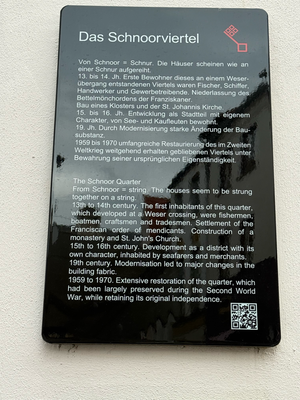 Das Schnoorviertel
Von Schnoor = Schnur. Die Häuser scheinen wie an
einer Schnur aufgereiht.
13. bis 14. Jh. Erste Bewohner dieses an einem Weser-
übergang entstandenen Viertels waren Fischer, Schiffer,
Handwerker und Gewerbetreibende. Niederlassung des
Bettelmönchordens der Franziskaner.
Bau eines Klosters und der St. Johannis Kirche.
15. bis 16. Jh. Entwicklung als Stadtteil mit eigenem
Charakter, von See- und Kaufleuten bewohnt.
19. Jh. Durch Modernisierung starke Änderung der Bau-
substanz.
1959 bis 1970 umfangreiche Restaurierung des im Zweiten
Weltkrieg weitgehend erhalten gebliebenen Viertels unter
Bewahrung seiner ursprünglichen Eigenständigkeit.
The Schnoor Quarter
From Schnoor = string. The houses seem to be strung
together on a string.
13th to 14th century. The first inhabitants of this quarter,
which developed at a Weser crossing, were fishermen,
boatmen, craftsmen and tradesmen. Settlement of the
Franciscan order of mendicants. Construction of a
monastery and St. John's Church.
15th to 16th century. Development as a district with its
own character, inhabited by seafarers and merchants.
19th century. Modernisation led to major changes in the
building fabric.
1959 to 1970. Extensive restoration of the quarter, which
had been largely preserved during the Second World
War, while retaining its original independence.